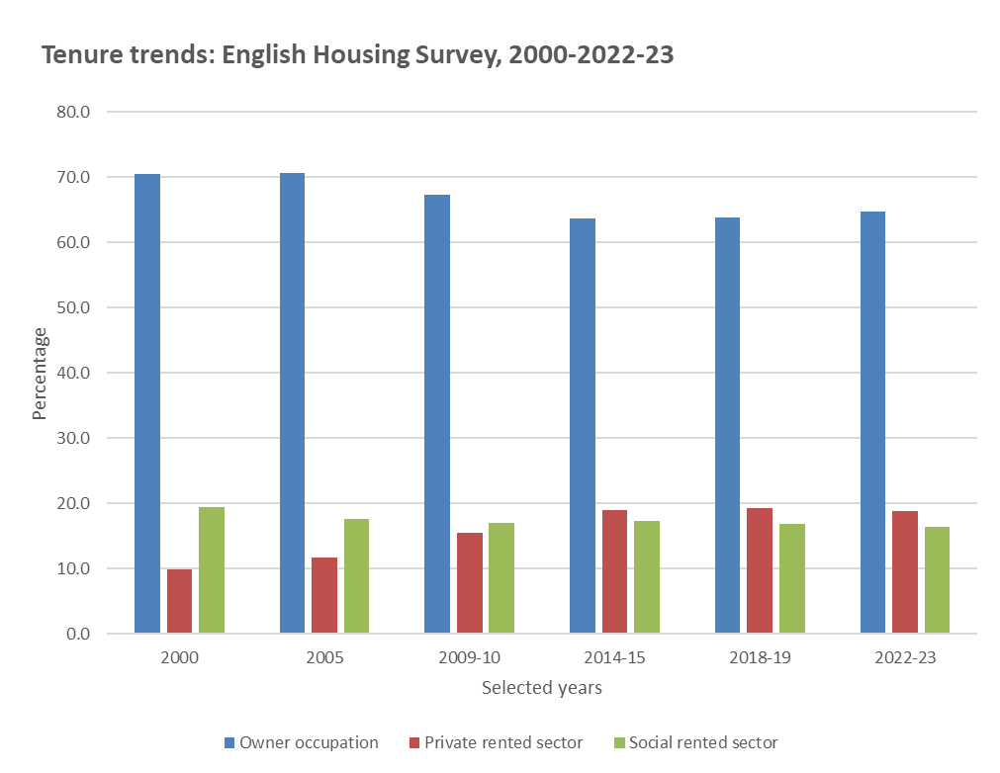 Tenure trends: English Housing Survey, 2000-2022-23
80.0
70.0
60.0
50.0
40.0
30.0
20.0
10.0
0.0
Percentage
2000 2005 2009-10 2014-15 2018-19 2022-23
Selected years
Owner occupation Private rented sector Social rented sector